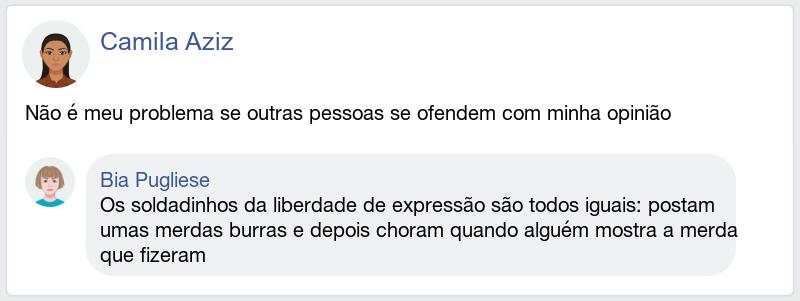 Camila Aziz
Não é meu problema se outras pessoas se ofendem com minha opinião
Bia Pugliese
Os soldadinhos da liberdade de expressão são todos iguais: postam
umas merdas burras e depois choram quando alguém mostra a merda
que fizeram